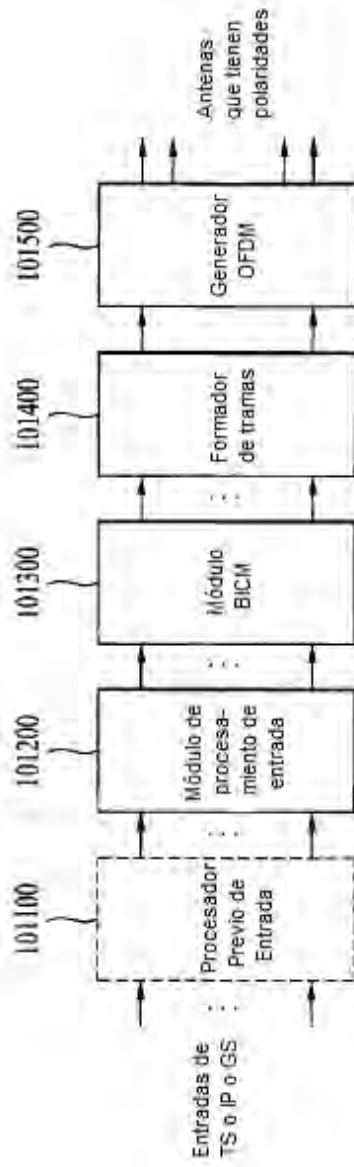 101100
101200
101300
101400
101500
Entradas de
TS o IP o GS
Procesador
Previo de
Entrada
Módulo de
procesa-
miento de
entrada
Módulo
BICM
Formador
de tramas
Generador
OFDM
Antenas
que tienen
polaridades